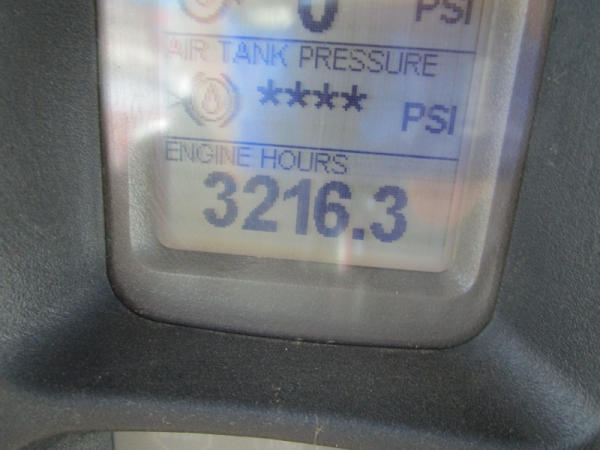 0 PSI
AIR TANK PRESSURE
**** PSI
ENGINE HOURS
3216.3